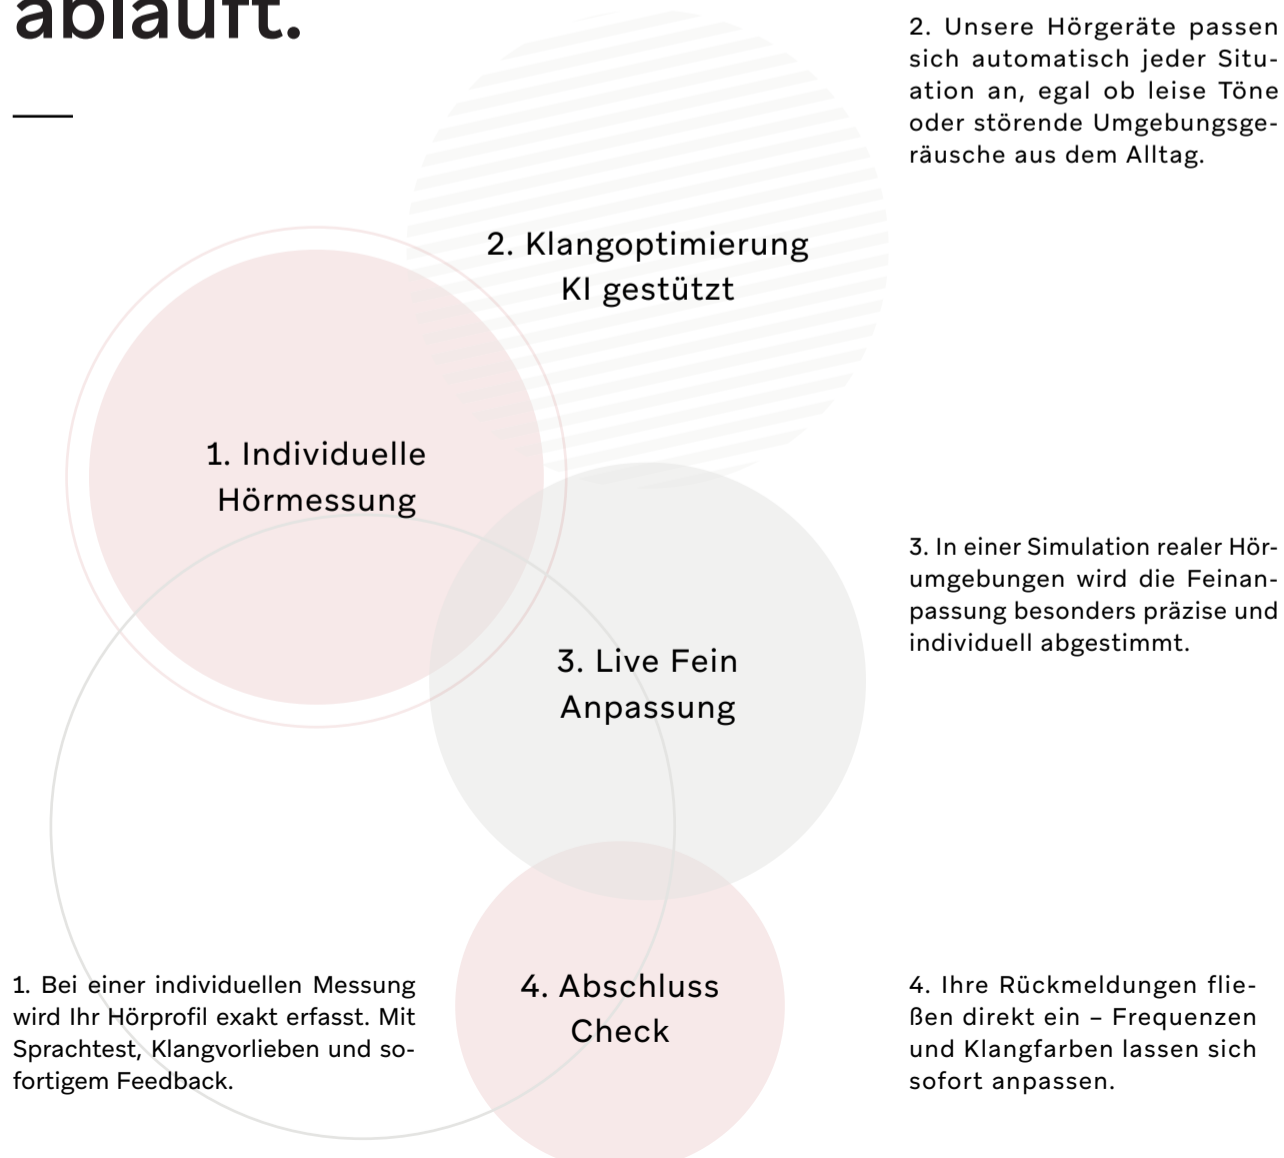 abläuft.
2. Unsere Hörgeräte passen
sich automatisch jeder Situ-
ation an, egal ob leise Töne
oder störende Umgebungsge-
räusche aus dem Alltag.
2. Klangoptimierung
KI gestützt
1. Individuelle
Hörmessung
3. In einer Simulation realer Hör-
umgebungen wird die Feinan-
passung besonders präzise und
individuell abgestimmt.
3. Live Fein
Anpassung
1. Bei einer individuellen Messung
wird Ihr Hörprofil exakt erfasst. Mit
Sprachtest, Klangvorlieben und so-
fortigem Feedback.
4. Abschluss
Check
4. Ihre Rückmeldungen flie-
ßen direkt ein – Frequenzen
und Klangfarben lassen sich
sofort anpassen.